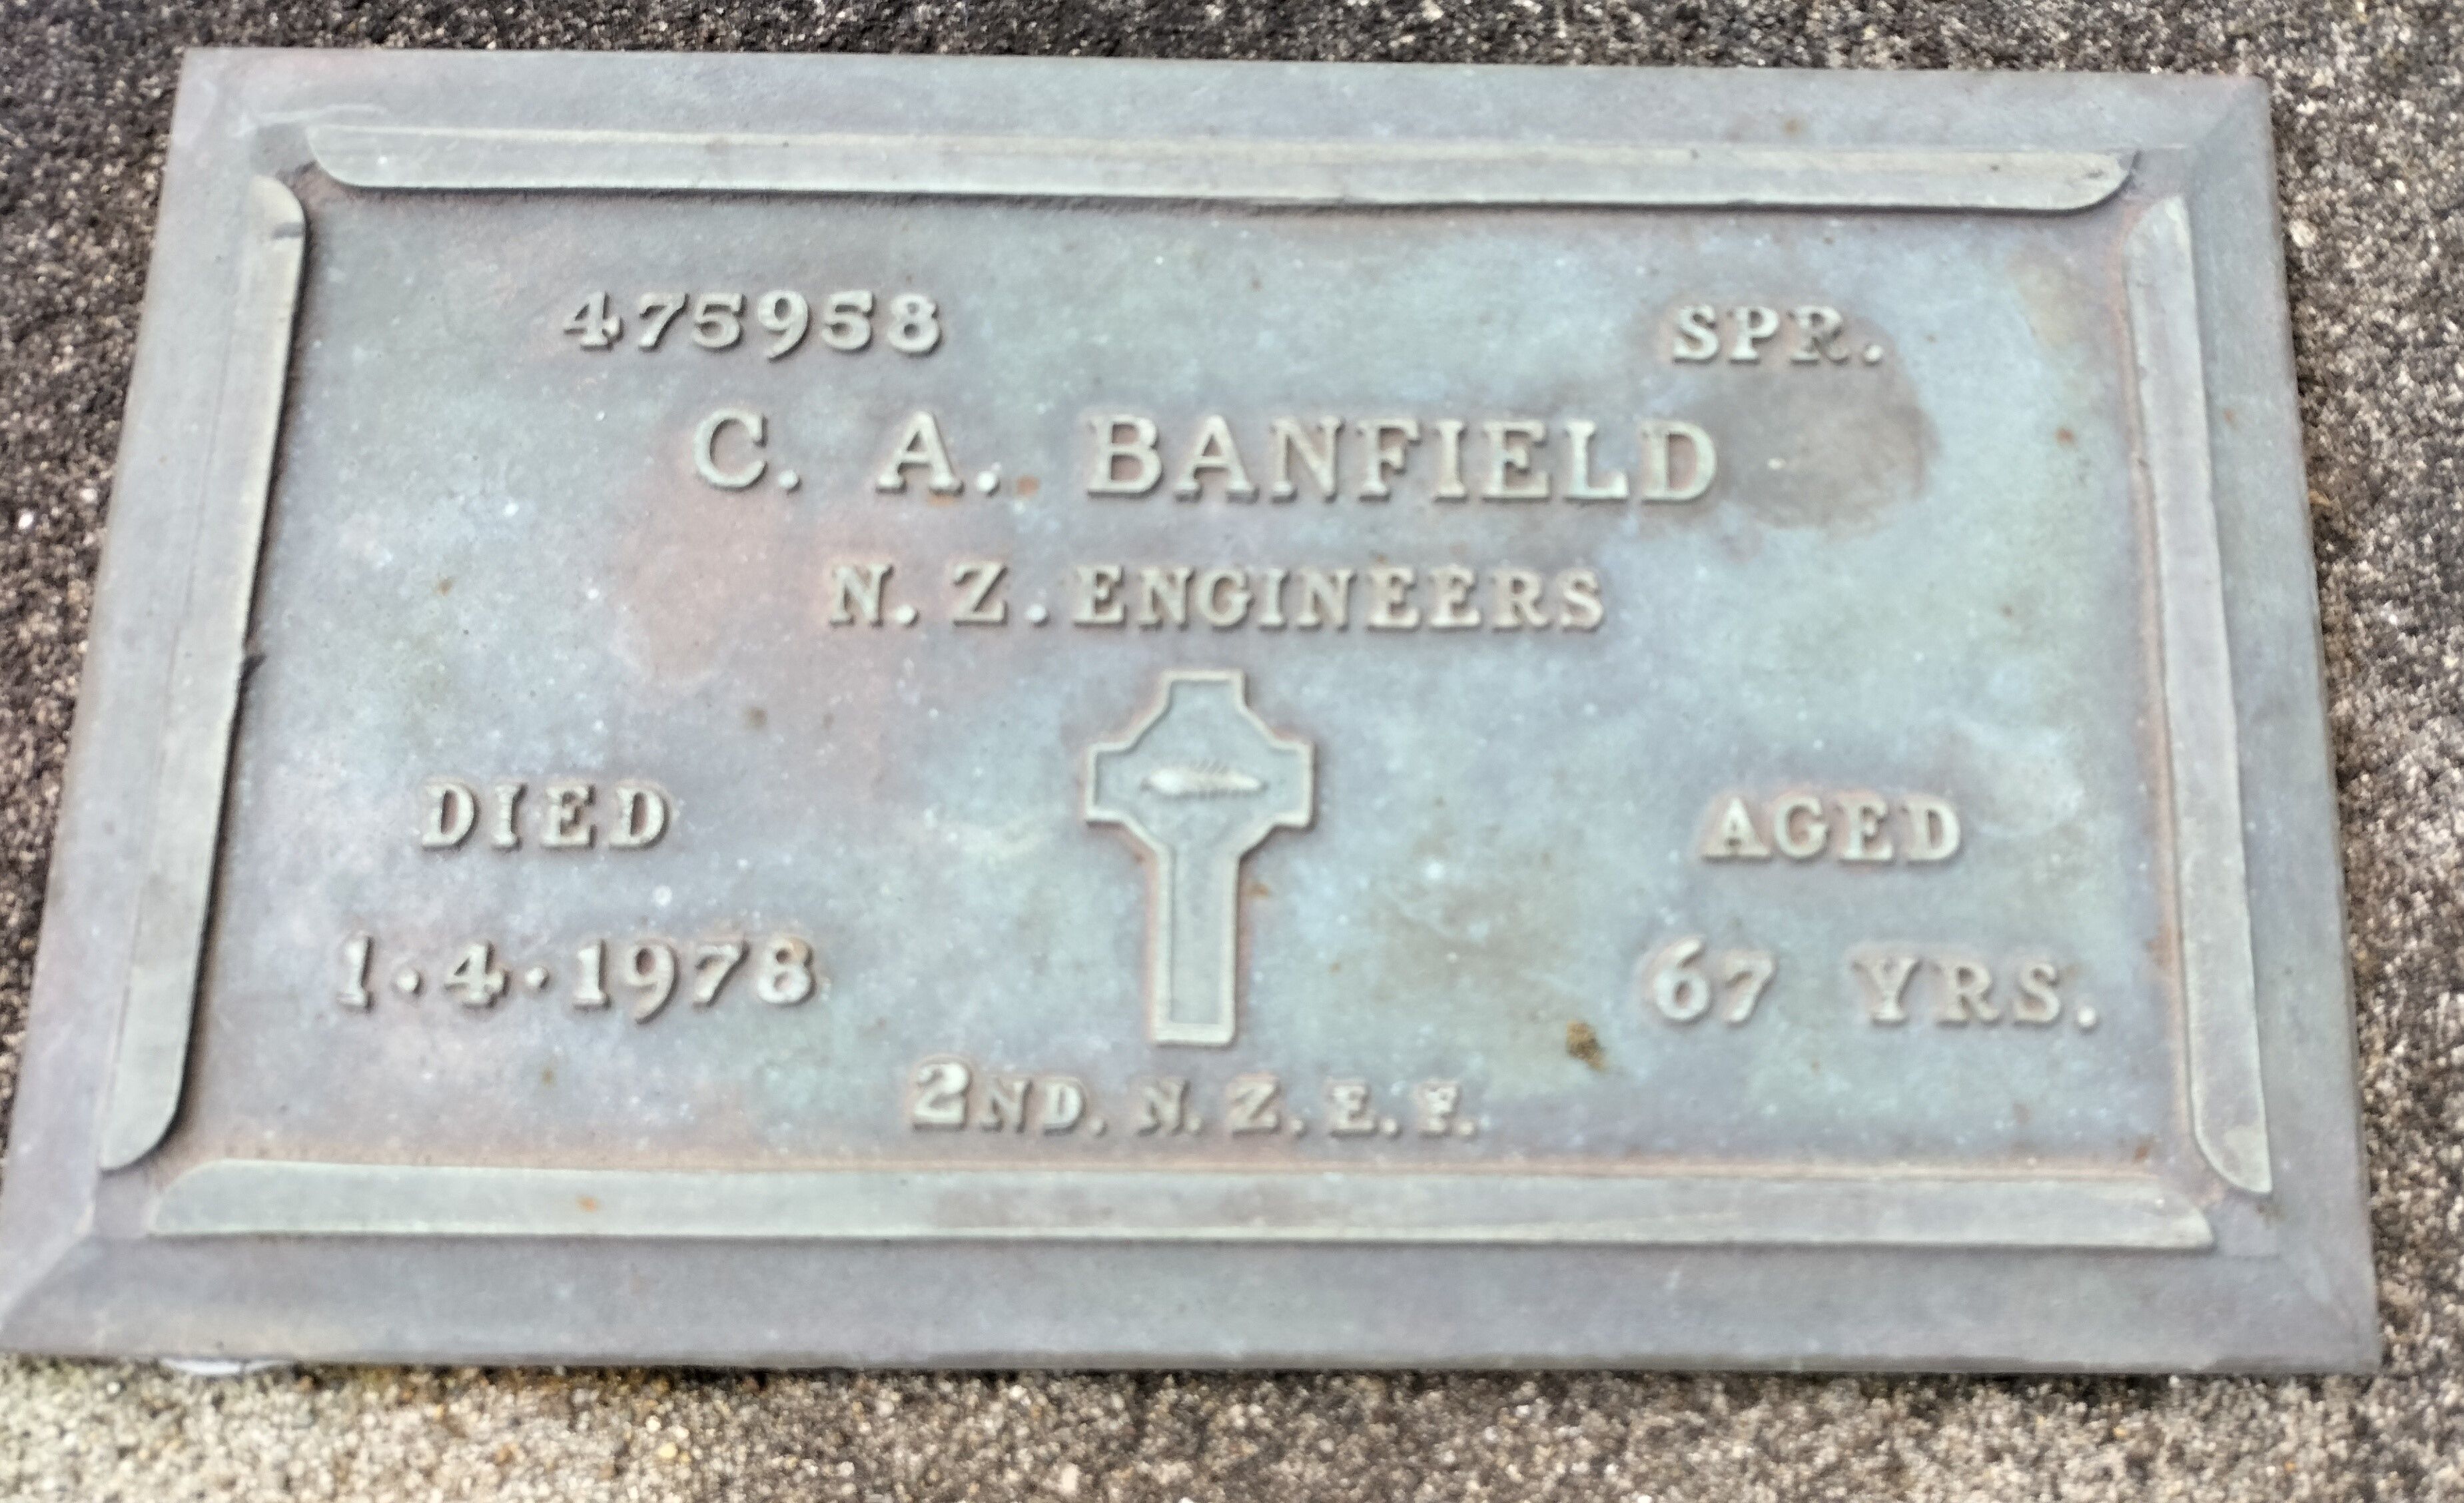 475958 SPR.
C. A. BANFIELD
N. Z. ENGINEERS
DIED AGED
1·4·1978 67 YRS.
2ND. N. Z. E. F.